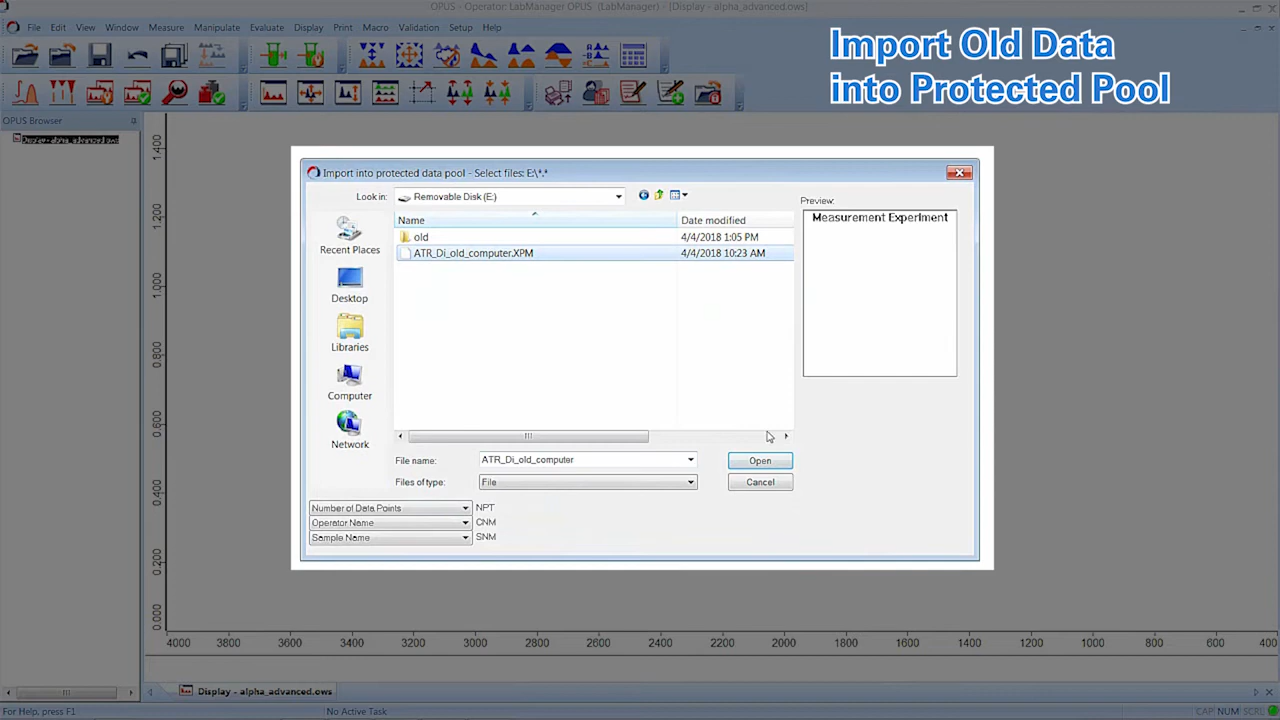 OPUS - Operator: LabManager OPUS (LabManager) - [Display - alpha_advanced.ows]
File Edit View Window Measure Manipulate Evaluate Display Print Macro Validation Setup Help
Import Old Data
into Protected Pool
OPUS Browser
Display - alpha_advanced.ows
1.400
1.200
1.000
0.800
0.600
0.400
0.200
0.000
Import into protected data pool - Select files: E:\*.*
Look in: Removable Disk (E:)
Preview:
Name Date modified
Measurement Experiment
old 4/4/2018 1:05 PM
ATR_Di_old_computer.XPM 4/4/2018 10:23 AM
Recent Places
Desktop
Libraries
Computer
Network
File name: ATR_Di_old_computer Open
Files of type: File Cancel
Number of Data Points NPT
Operator Name CNM
Sample Name SNM
4000 3800 3600 3400 3200 3000 2800 2600 2400 2200 2000 1800 1600 1400 1200 1000 800 600 400
Display - alpha_advanced.ows
For Help, press F1 No Active Task CAP NUM SCRL